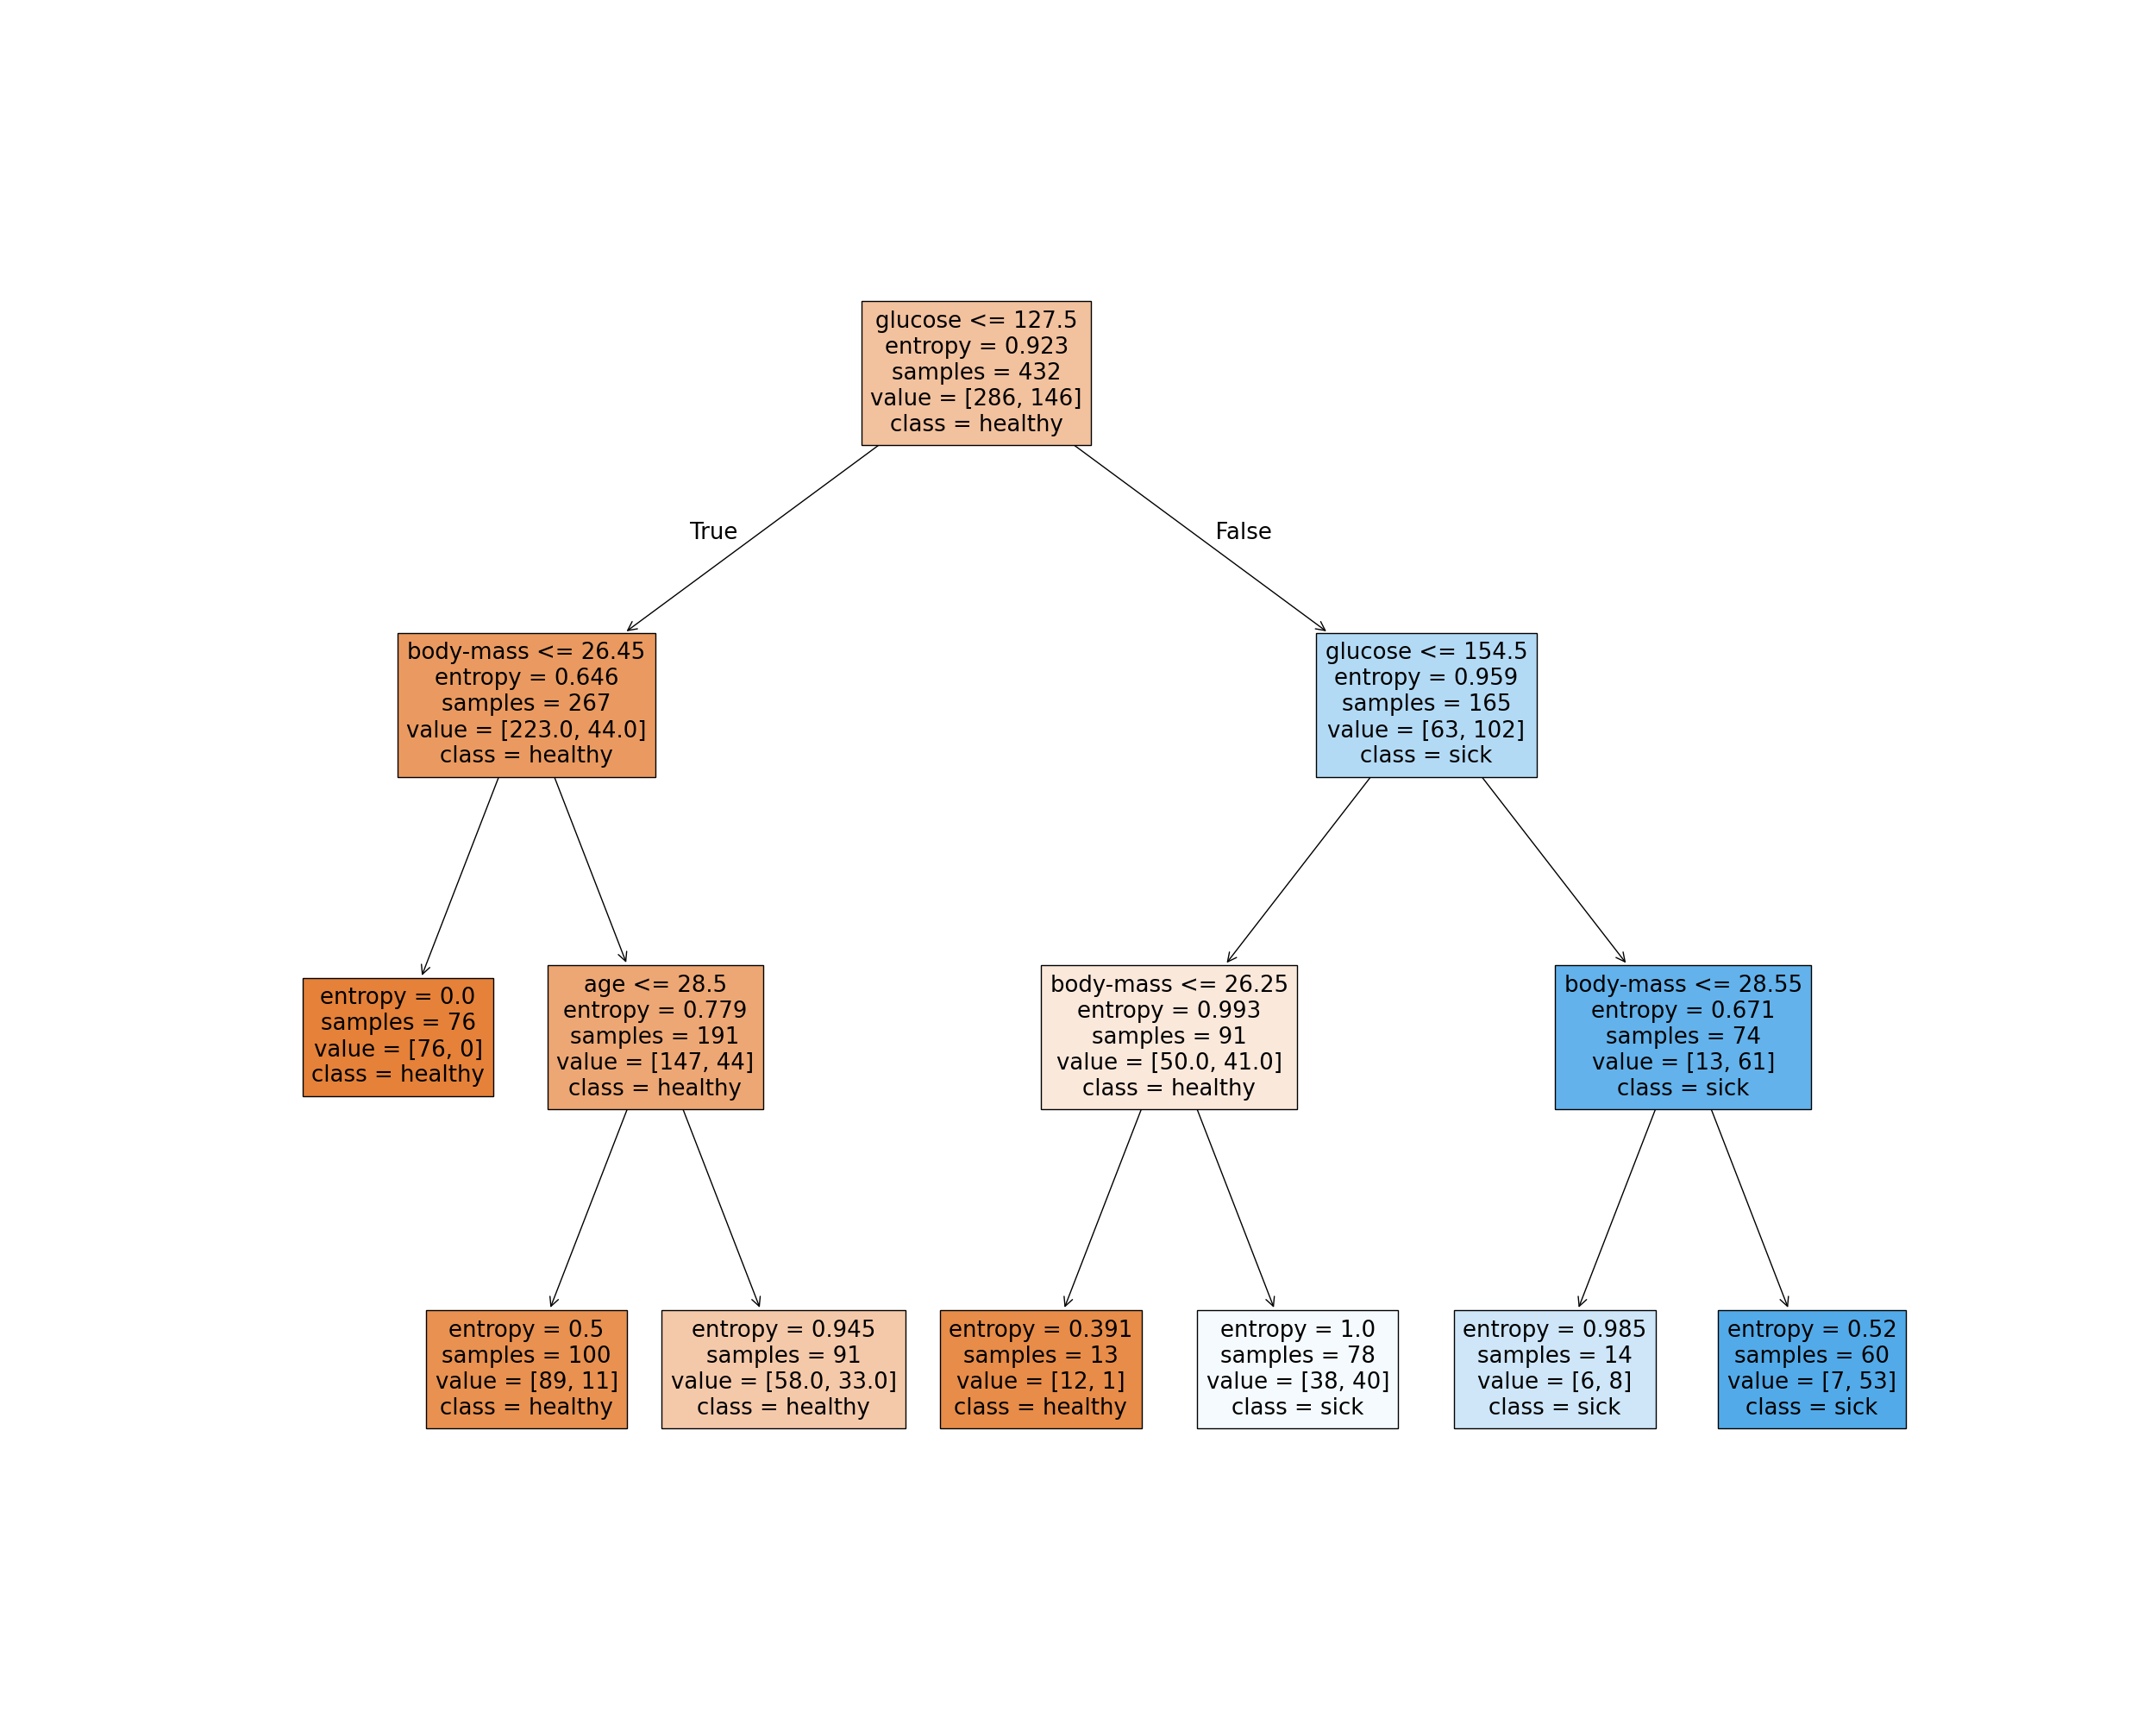 glucose <= 127.5
entropy = 0.923
samples = 432
value = [286, 146]
class = healthy
True
False
body-mass <= 26.45
entropy = 0.646
samples = 267
value = [223.0, 44.0]
class = healthy
glucose <= 154.5
entropy = 0.959
samples = 165
value = [63, 102]
class = sick
entropy = 0.0
samples = 76
value = [76, 0]
class = healthy
age <= 28.5
entropy = 0.779
samples = 191
value = [147, 44]
class = healthy
body-mass <= 26.25
entropy = 0.993
samples = 91
value = [50.0, 41.0]
class = healthy
body-mass <= 28.55
entropy = 0.671
samples = 74
value = [13, 61]
class = sick
entropy = 0.5
samples = 100
value = [89, 11]
class = healthy
entropy = 0.945
samples = 91
value = [58.0, 33.0]
class = healthy
entropy = 0.391
samples = 13
value = [12, 1]
class = healthy
entropy = 1.0
samples = 78
value = [38, 40]
class = sick
entropy = 0.985
samples = 14
value = [6, 8]
class = sick
entropy = 0.52
samples = 60
value = [7, 53]
class = sick